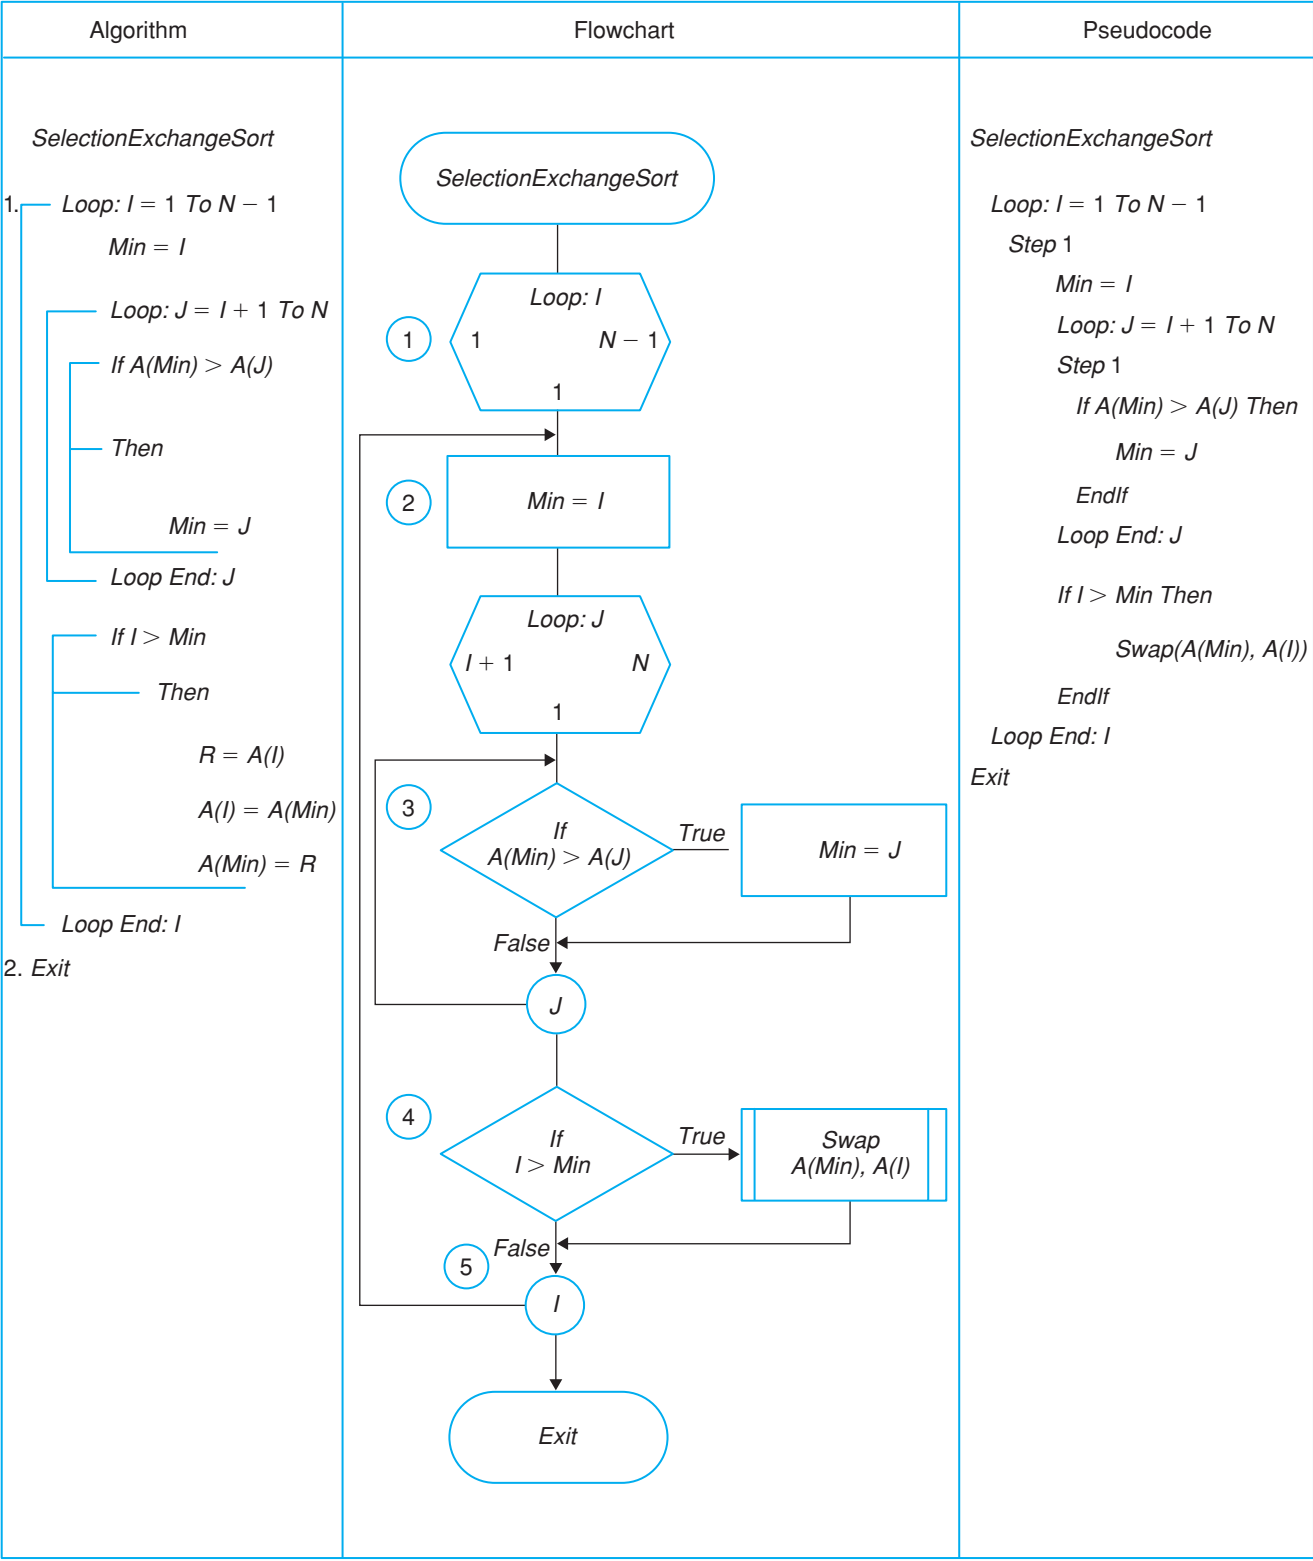 Algorithm
Flowchart
Pseudocode
SelectionExchangeSort
1. Loop: I = 1 To N − 1
Min = I
Loop: J = I + 1 To N
If A(Min) > A(J)
Then
Min = J
Loop End: J
If I > Min
Then
R = A(I)
A(I) = A(Min)
A(Min) = R
Loop End: I
2. Exit
SelectionExchangeSort
1
Loop: I
1 N − 1
1
2
Min = I
Loop: J
I + 1 N
1
3
If
A(Min) > A(J)
True
Min = J
False
J
4
If
I > Min
True
Swap
A(Min), A(I)
False
5
I
Exit
SelectionExchangeSort
Loop: I = 1 To N − 1
Step 1
Min = I
Loop: J = I + 1 To N
Step 1
If A(Min) > A(J) Then
Min = J
EndIf
Loop End: J
If I > Min Then
Swap(A(Min), A(I))
EndIf
Loop End: I
Exit